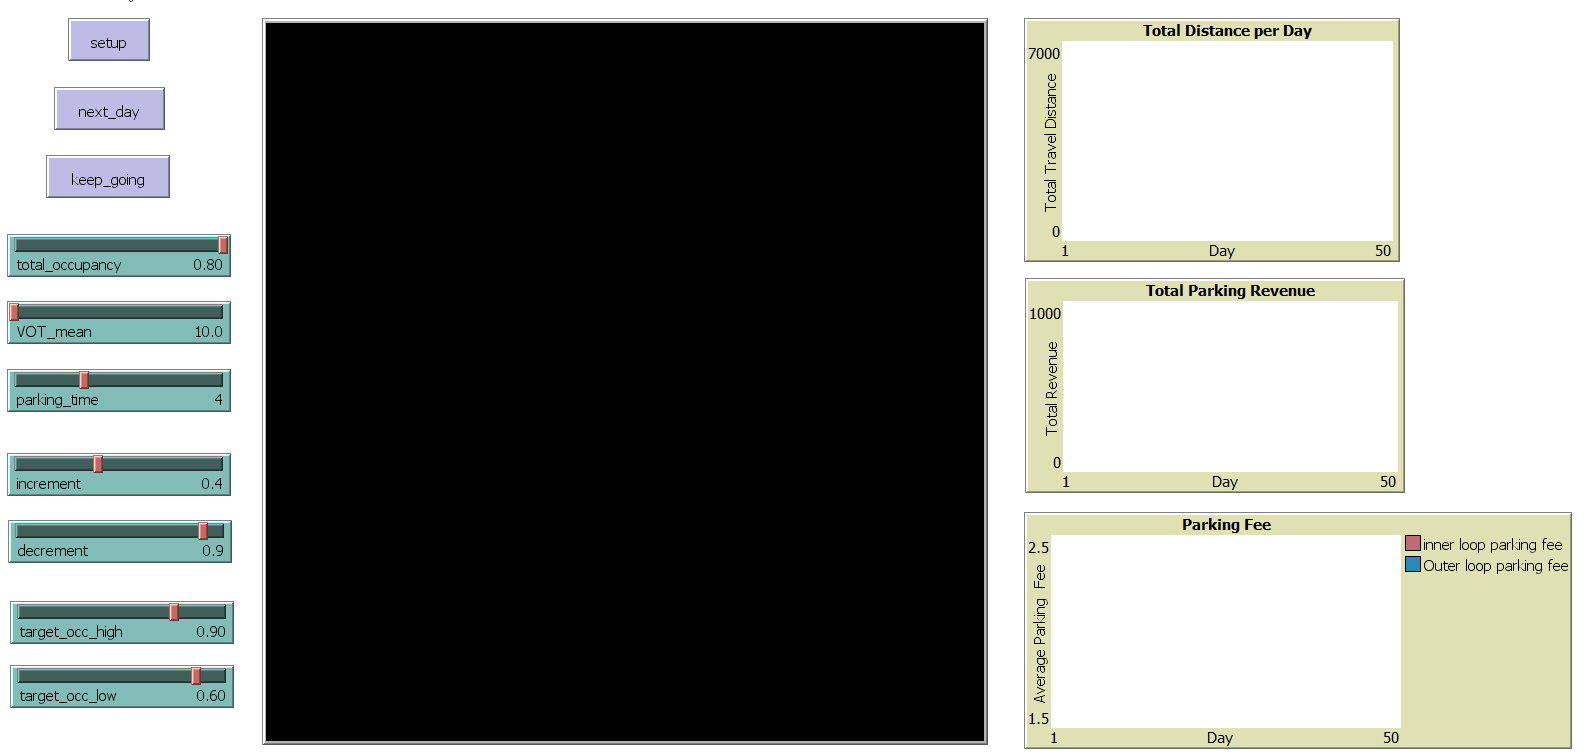 setup
next_day
keep_going
total_occupancy 0.80
VOT_mean 10.0
parking_time 4
increment 0.4
decrement 0.9
target_occ_high 0.90
target_occ_low 0.60
Total Distance per Day
7000
Total Travel Distance
0
1 Day 50
Total Parking Revenue
1000
Total Revenue
0
1 Day 50
Parking Fee
2.5
Average Parking Fee
1.5
1 Day 50
inner loop parking fee
Outer loop parking fee